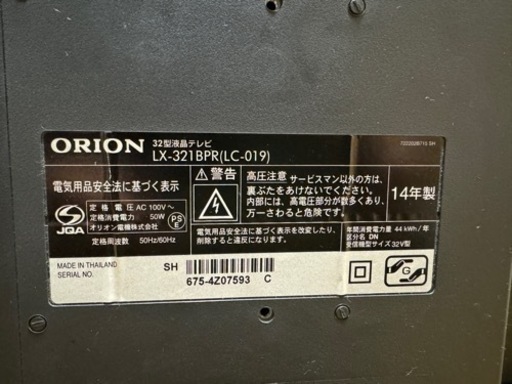 ORION
32型液晶テレビ
LX-321BPR(LC-019)
電気用品安全法に基づく表示
JQA
定格電圧 AC 100V~
定格消費電力 50W
オリオン電機株式会社
定格周波数 50Hz/60Hz
PS
E
警告
高圧注意 サービスマン以外の方は、
裏ぶたをあけないでください。
内部には、高電圧部分が数多くあり、
万一さわると危険です。
電気用品安全法に基づく表示を改変したり、
削除すると違反になります。
14年製
年間消費電力量 44 kWh/年
区分名 DN
受信機型サイズ 32V型
MADE IN THAILAND
SERIAL NO.
SH
675-4Z07593 C
G